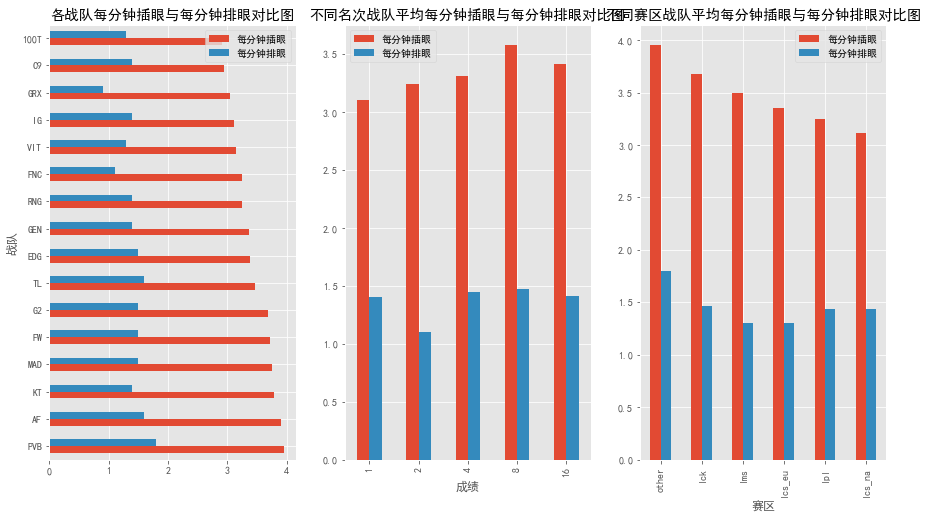 各战队每分钟插眼与每分钟排眼对比图
每分钟插眼
每分钟排眼
战队
100T
C9
GRX
IG
VIT
FNC
RNG
GEN
EDG
TL
G2
FW
MAD
KT
AF
PVB
0 1 2 3 4
不同名次战队平均每分钟插眼与每分钟排眼对比图
每分钟插眼
每分钟排眼
3.5
3.0
2.5
2.0
1.5
1.0
0.5
0.0
1 2 4 8 16
成绩
不同赛区战队平均每分钟插眼与每分钟排眼对比图
每分钟插眼
每分钟排眼
4.0
3.5
3.0
2.5
2.0
1.5
1.0
0.5
0.0
other lck lms lcs_eu lpl lcs_na
赛区